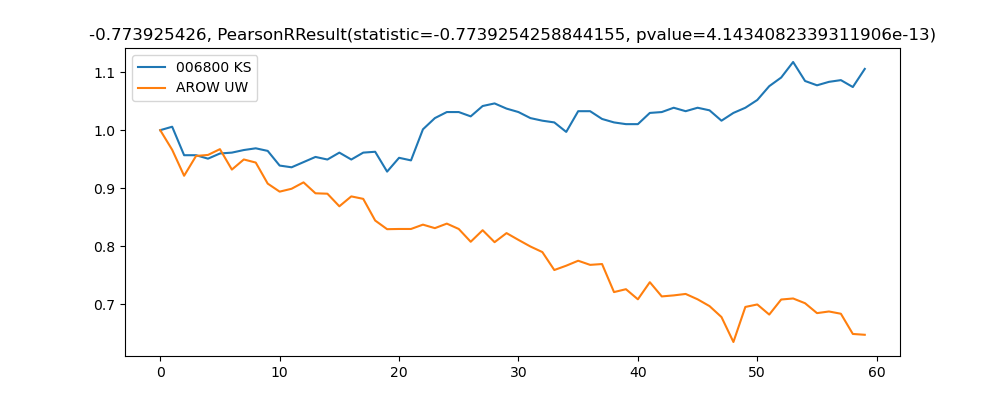 -0.773925426, PearsonRResult(statistic=-0.7739254258844155, pvalue=4.1434082339311906e-13)
006800 KS
AROW UW
1.1
1.0
0.9
0.8
0.7
0 10 20 30 40 50 60